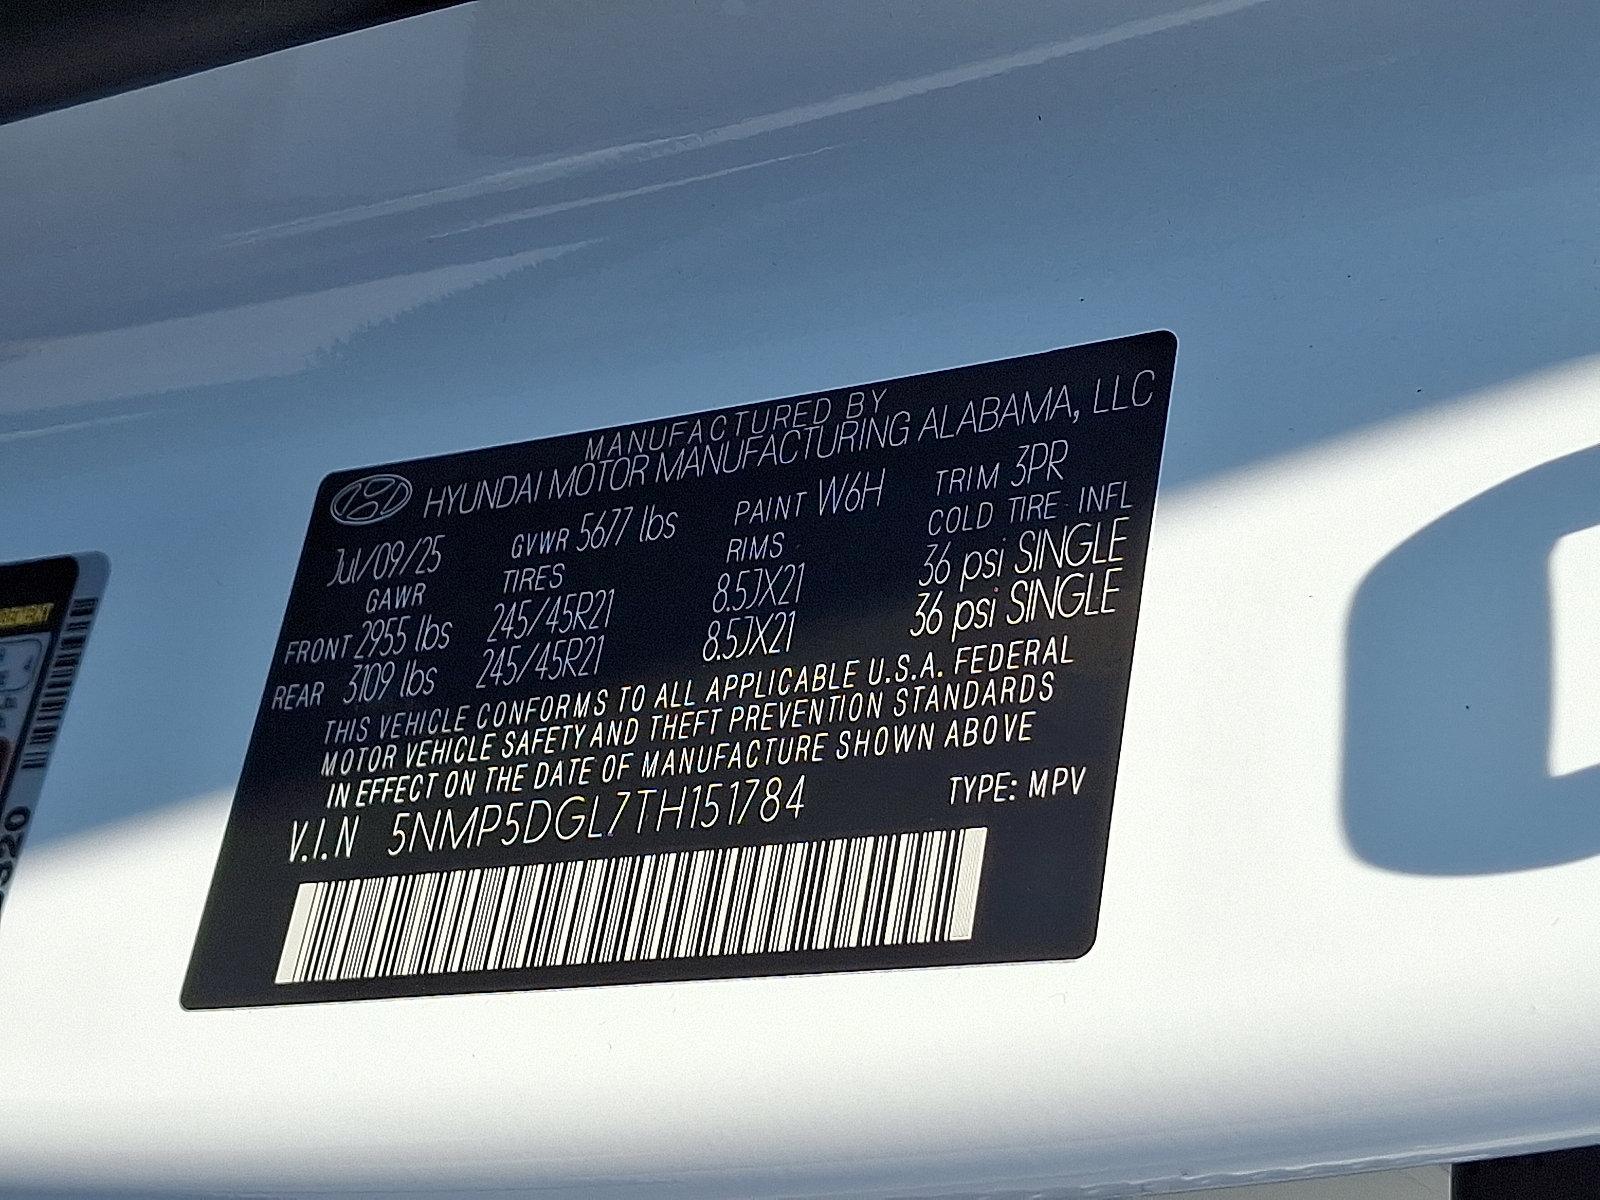 MANUFACTURED BY
HYUNDAI MOTOR MANUFACTURING ALABAMA, LLC
Jul/09/25 GVWR 5677 lbs PAINT W6H TRIM 3PR
GAWR TIRES RIMS COLD TIRE INFL
FRONT 2955 lbs 245/45R21 8.5JX21 36 psi SINGLE
REAR 3109 lbs 245/45R21 8.5JX21 36 psi SINGLE
THIS VEHICLE CONFORMS TO ALL APPLICABLE U.S.A. FEDERAL
MOTOR VEHICLE SAFETY AND THEFT PREVENTION STANDARDS
IN EFFECT ON THE DATE OF MANUFACTURE SHOWN ABOVE
V.I.N 5NMP5DGL7TH151784 TYPE: MPV